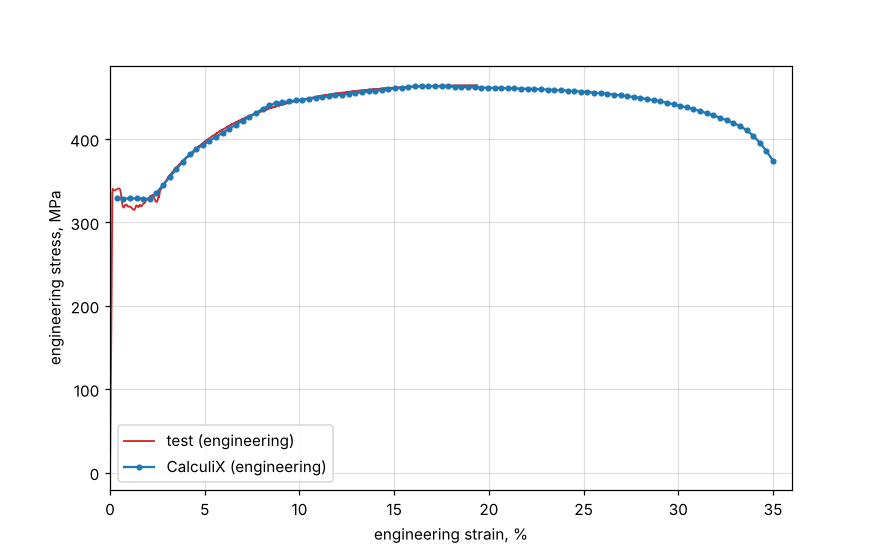 400
300
200
100
0
engineering stress, MPa
test (engineering)
CalculiX (engineering)
0 5 10 15 20 25 30 35
engineering strain, %